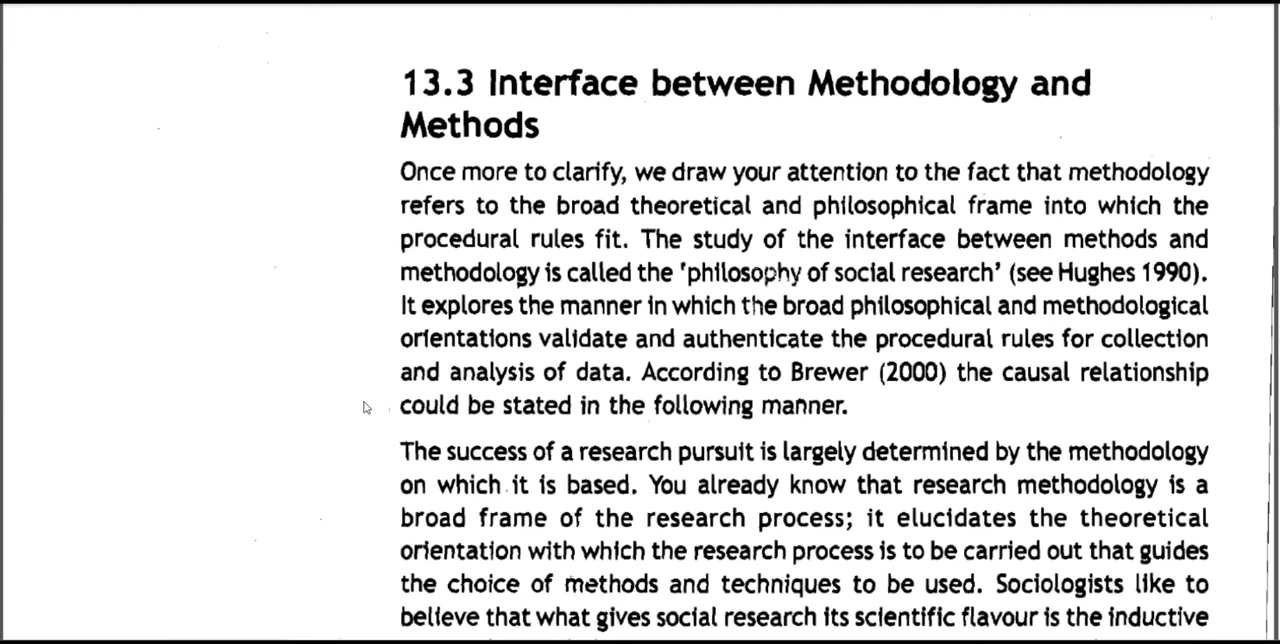 13.3 Interface between Methodology and
Methods
Once more to clarify, we draw your attention to the fact that methodology
refers to the broad theoretical and philosophical frame into which the
procedural rules fit. The study of the interface between methods and
methodology is called the 'philosophy of social research' (see Hughes 1990).
It explores the manner in which the broad philosophical and methodological
orientations validate and authenticate the procedural rules for collection
and analysis of data. According to Brewer (2000) the causal relationship
could be stated in the following manner.
The success of a research pursuit is largely determined by the methodology
on which it is based. You already know that research methodology is a
broad frame of the research process; it elucidates the theoretical
orientation with which the research process is to be carried out that guides
the choice of methods and techniques to be used. Sociologists like to
believe that what gives social research its scientific flavour is the inductive